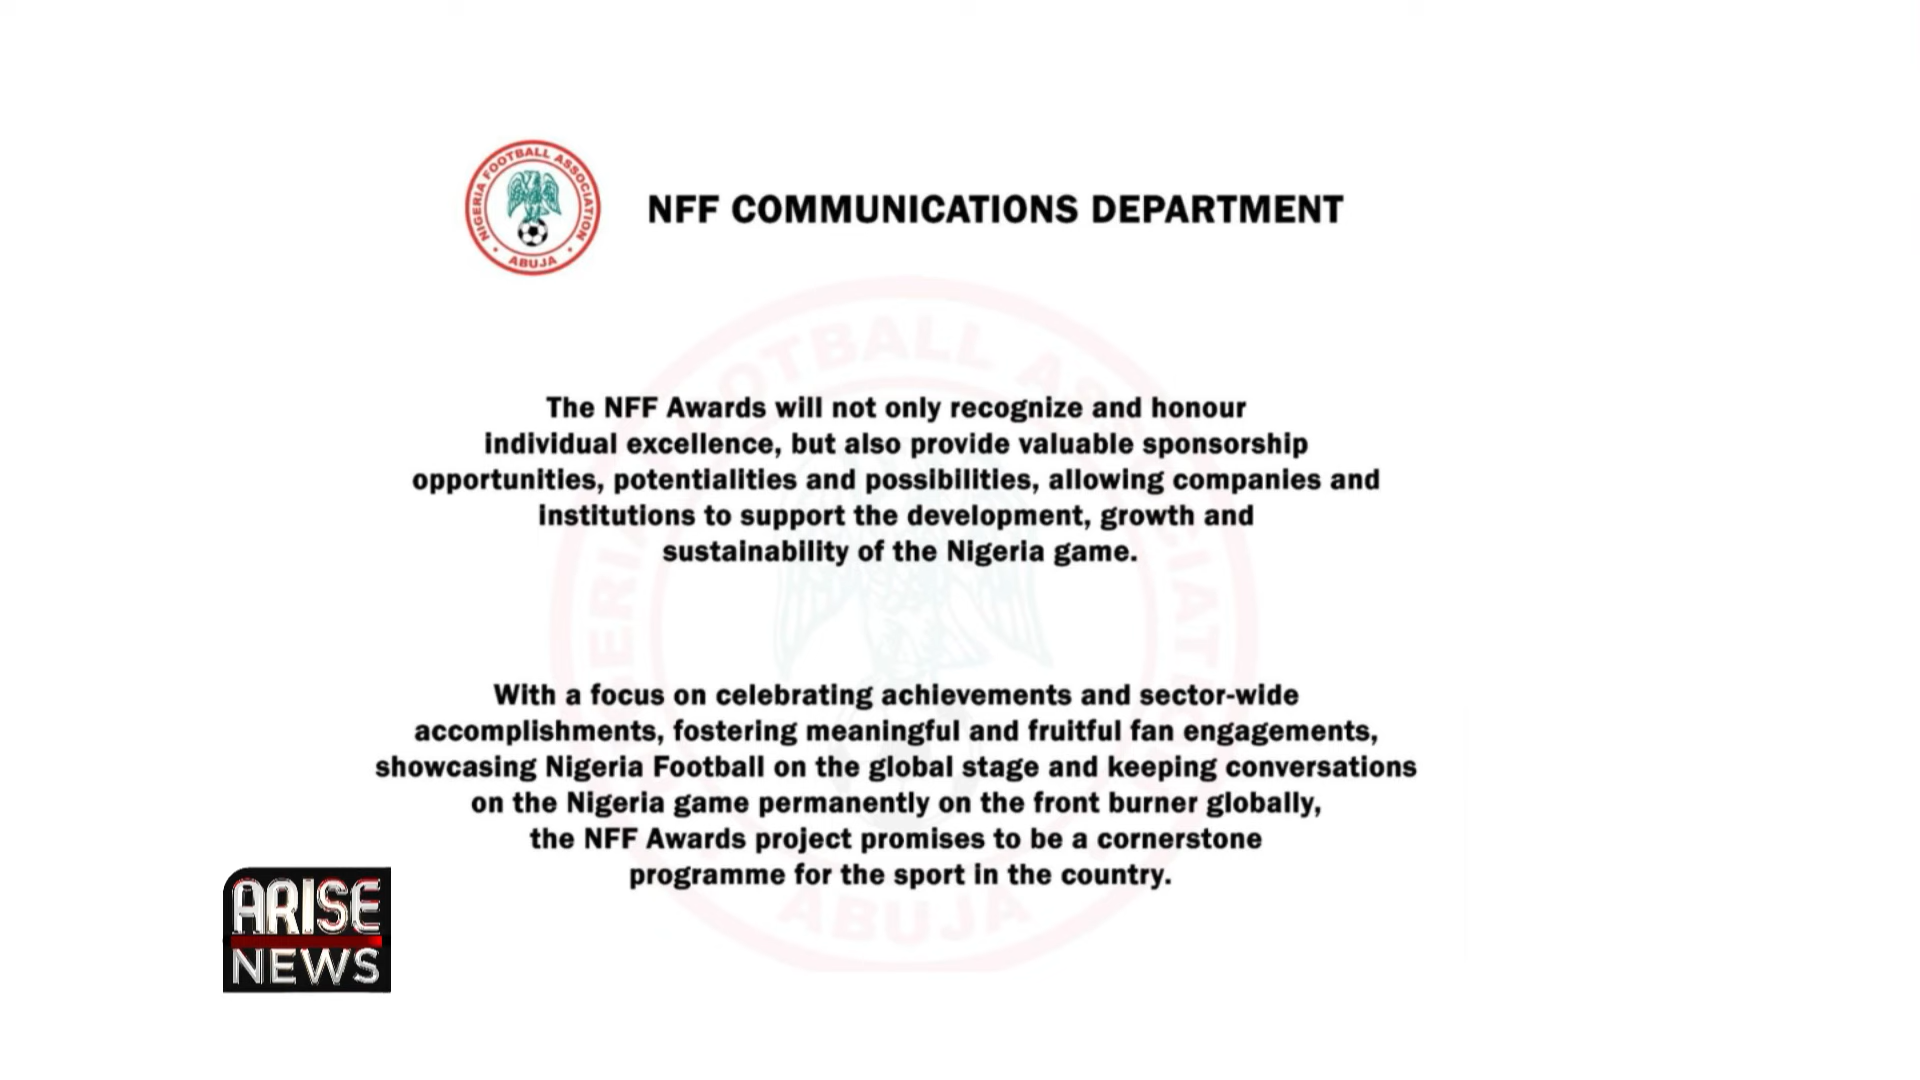 NIGERIA FOOTBALL ASSOCIATION
ABUJA
NFF COMMUNICATIONS DEPARTMENT
The NFF Awards will not only recognize and honour
individual excellence, but also provide valuable sponsorship
opportunities, potentialities and possibilities, allowing companies and
institutions to support the development, growth and
sustainability of the Nigeria game.
With a focus on celebrating achievements and sector-wide
accomplishments, fostering meaningful and fruitful fan engagements,
showcasing Nigeria Football on the global stage and keeping conversations
on the Nigeria game permanently on the front burner globally,
the NFF Awards project promises to be a cornerstone
programme for the sport in the country.
ABUJA
ARISE
NEWS